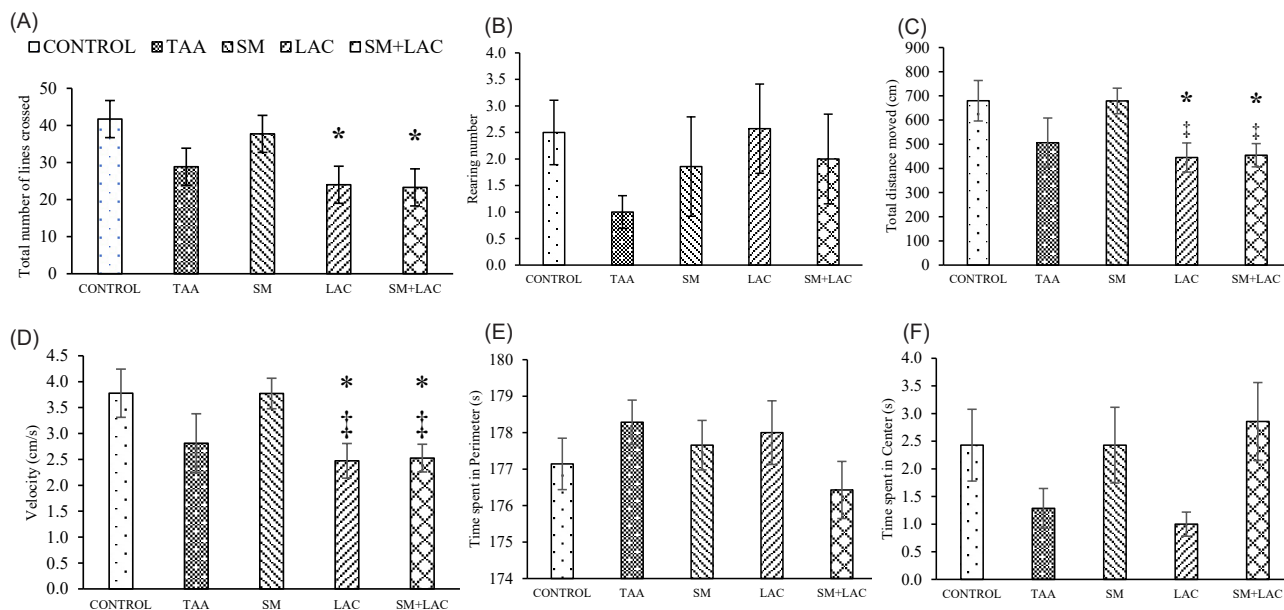 (A)
CONTROL TAA SM LAC SM+LAC
Total number of lines crossed
50
40
30
20
10
0
* *
CONTROL TAA SM LAC SM+LAC
(B)
Rearing number
4.0
3.5
3.0
2.5
2.0
1.5
1.0
0.5
0.0
CONTROL TAA SM LAC SM+LAC
(C)
Total distance moved (cm)
900
800
700
600
500
400
300
200
100
0
* *
‡ ‡
CONTROL TAA SM LAC SM+LAC
(D)
Velocity (cm/s)
4.5
4.0
3.5
3.0
2.5
2.0
1.5
1.0
0.5
0.0
* *
‡ ‡
CONTROL TAA SM LAC SM+LAC
(E)
Time spent in Perimeter (s)
180
179
178
177
176
175
174
CONTROL TAA SM LAC SM+LAC
(F)
Time spent in Center (s)
4.0
3.5
3.0
2.5
2.0
1.5
1.0
0.5
0.0
CONTROL TAA SM LAC SM+LAC